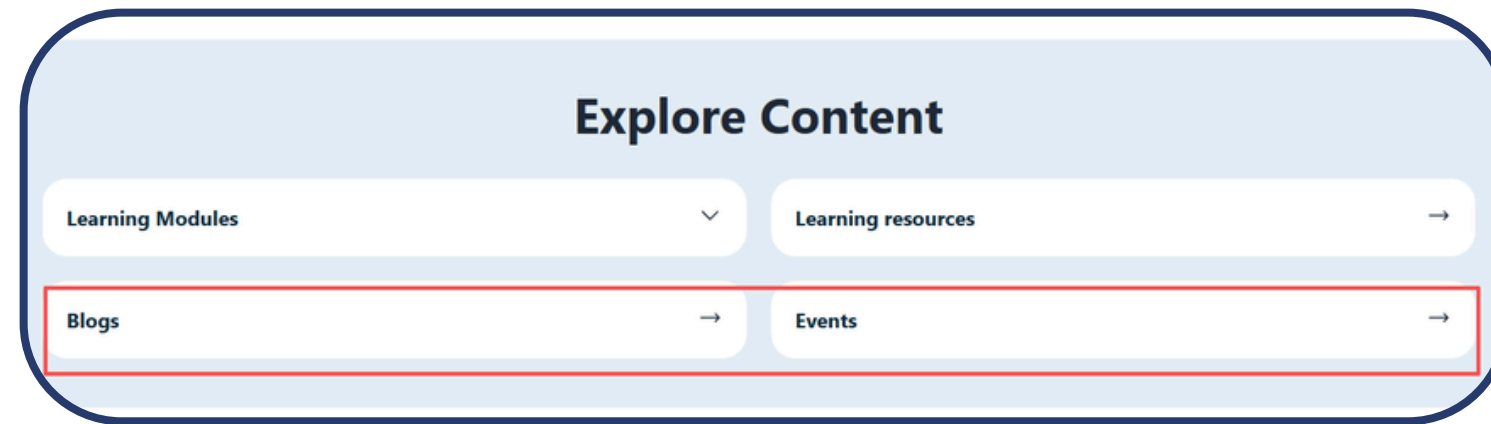 Explore Content
Learning Modules
Learning resources
Blogs
Events